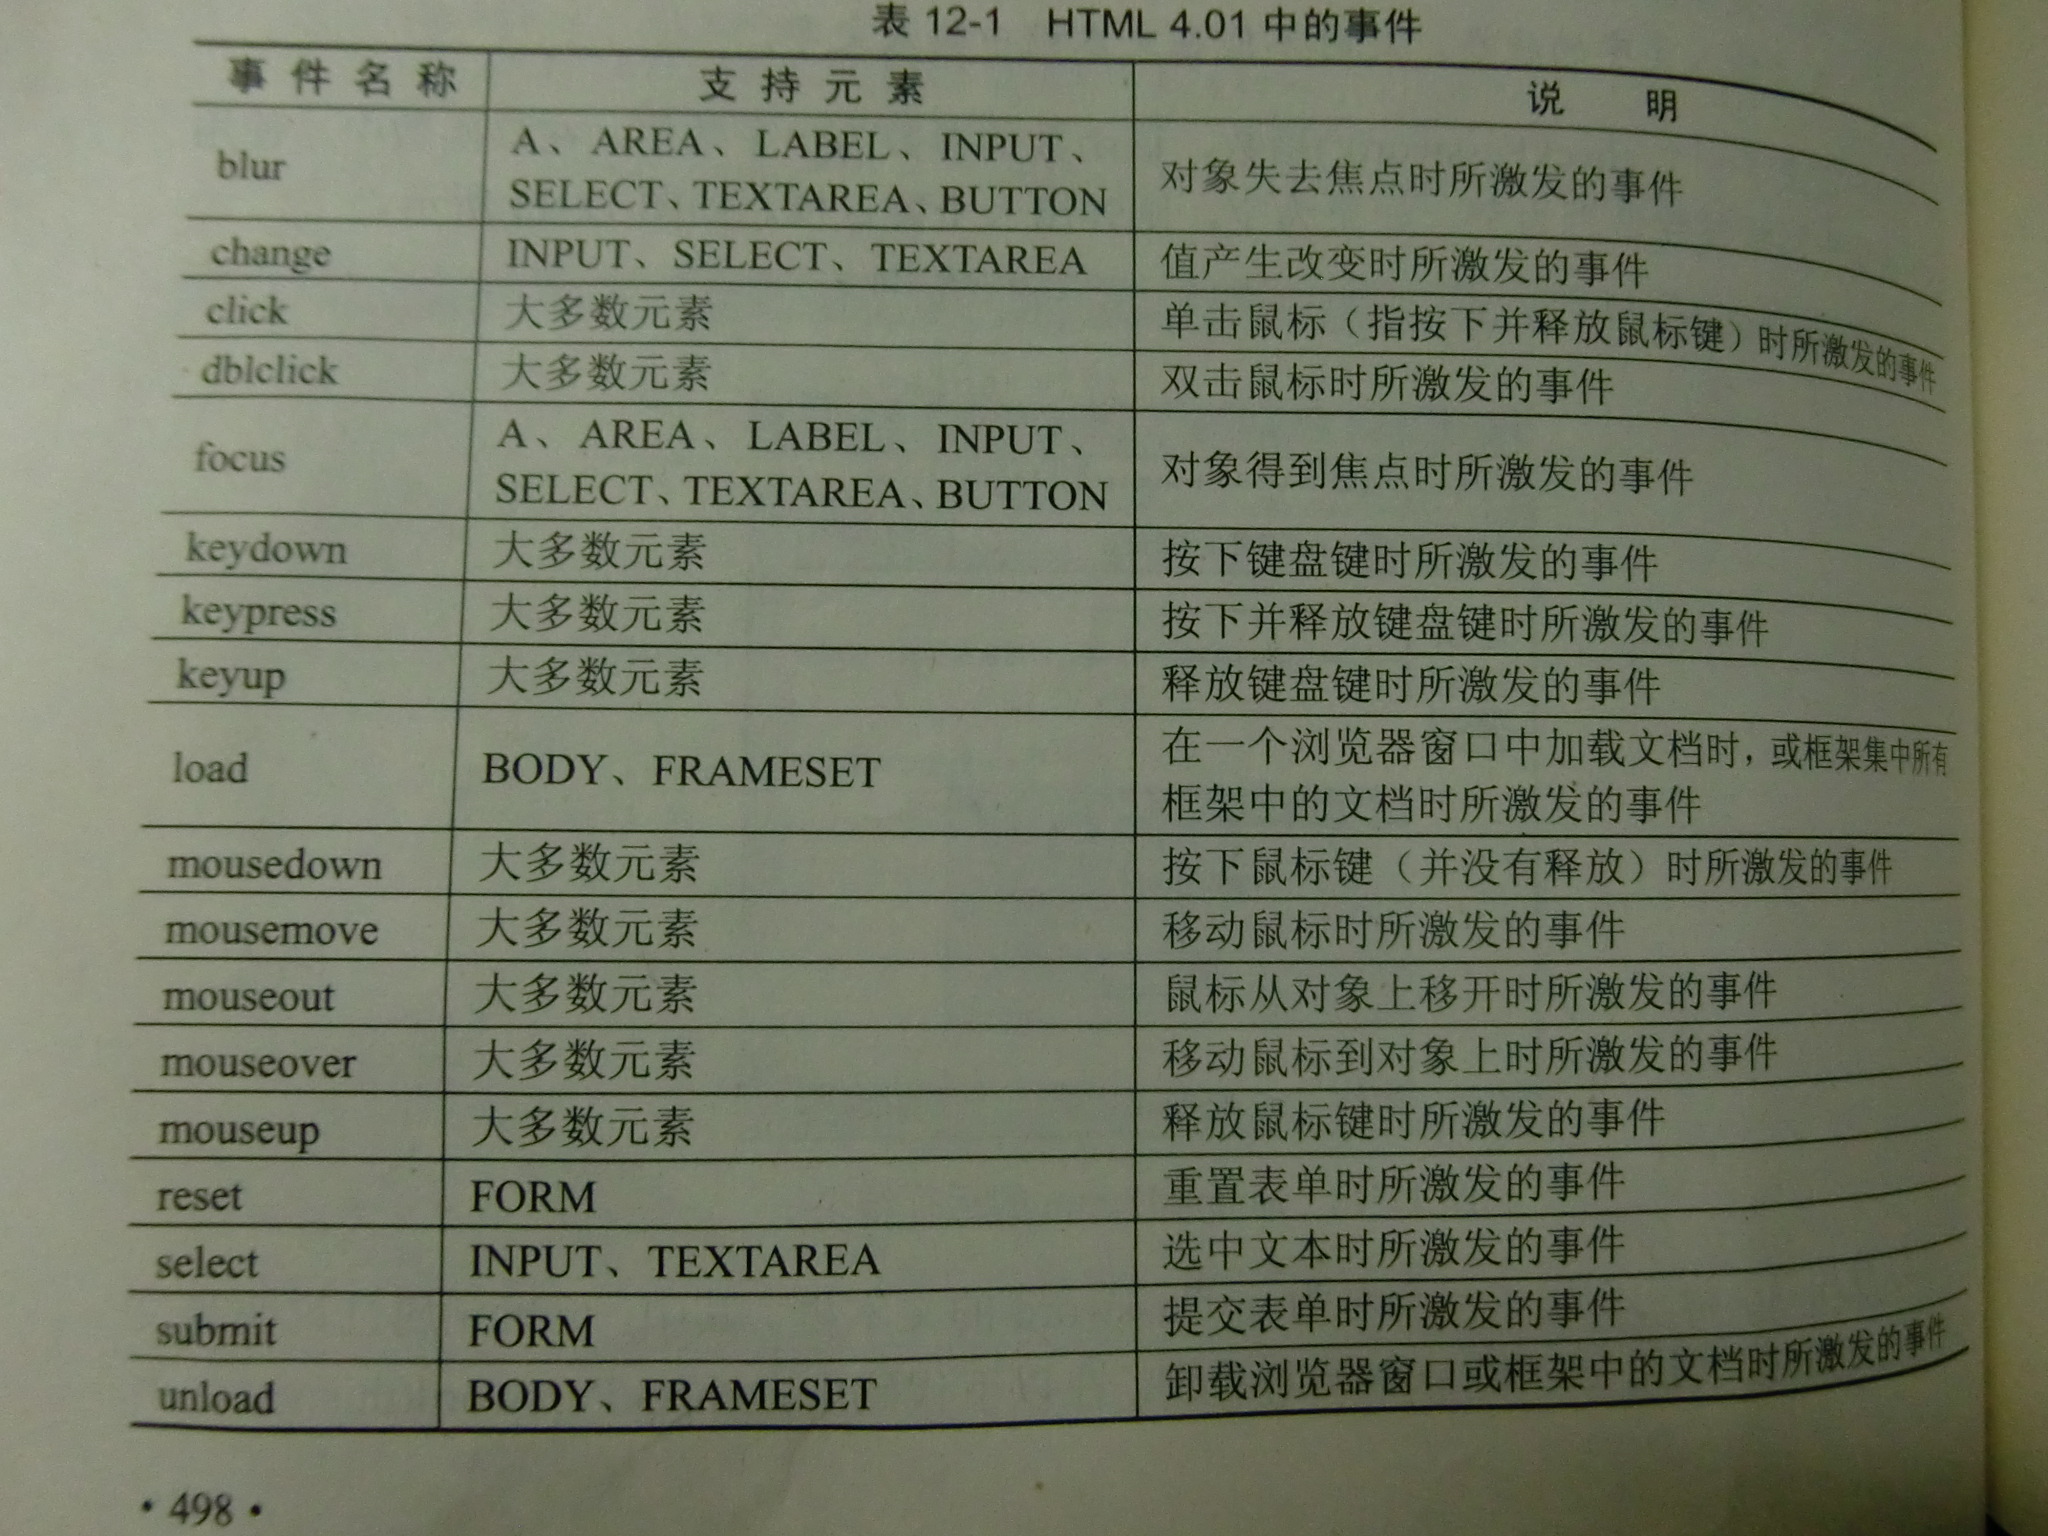 表 12-1 HTML 4.01 中的事件
事件名称 支持元素 说明
blur A、AREA、LABEL、INPUT、 对象失去焦点时所激发的事件
SELECT、TEXTAREA、BUTTON
change INPUT、SELECT、TEXTAREA 值产生改变时所激发的事件
click 大多数元素 单击鼠标（指按下并释放鼠标键）时所激发的事件
dblclick 大多数元素 双击鼠标时所激发的事件
focus A、AREA、LABEL、INPUT、 对象得到焦点时所激发的事件
SELECT、TEXTAREA、BUTTON
keydown 大多数元素 按下键盘键时所激发的事件
keypress 大多数元素 按下并释放键盘键时所激发的事件
keyup 大多数元素 释放键盘键时所激发的事件
load BODY、FRAMESET 在一个浏览器窗口中加载文档时，或框架集中所有
框架中的文档时所激发的事件
mousedown 大多数元素 按下鼠标键（并没有释放）时所激发的事件
mousemove 大多数元素 移动鼠标时所激发的事件
mouseout 大多数元素 鼠标从对象上移开时所激发的事件
mouseover 大多数元素 移动鼠标到对象上时所激发的事件
mouseup 大多数元素 释放鼠标键时所激发的事件
reset FORM 重置表单时所激发的事件
select INPUT、TEXTAREA 选中文本时所激发的事件
submit FORM 提交表单时所激发的事件
unload BODY、FRAMESET 卸载浏览器窗口或框架中的文档时所激发的事件
·498·